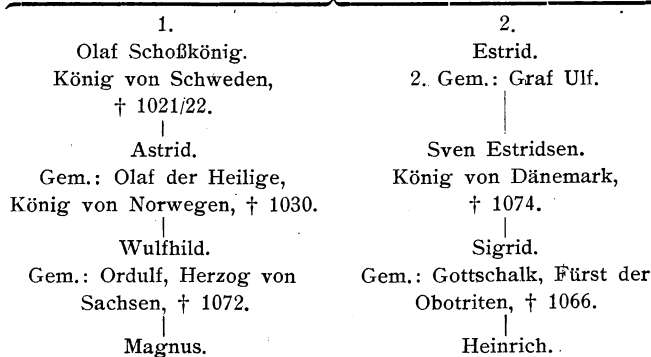 1.
Olaf Schoßkönig.
König von Schweden,
† 1021/22.
Astrid.
Gem.: Olaf der Heilige,
König von Norwegen, † 1030.
Wulfhild.
Gem.: Ordulf, Herzog von
Sachsen, † 1072.
Magnus.
2.
Estrid.
2. Gem.: Graf Ulf.
Sven Estridsen.
König von Dänemark,
† 1074.
Sigrid.
Gem.: Gottschalk, Fürst der
Obotriten, † 1066.
Heinrich.